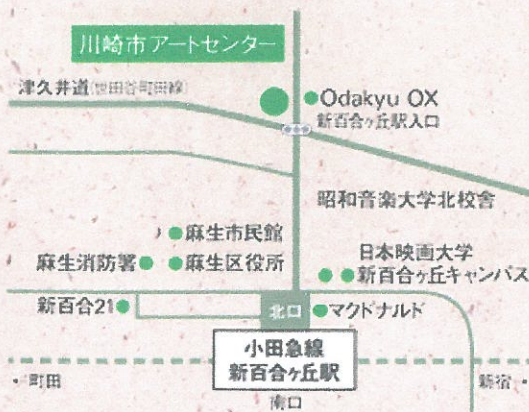 川崎市アートセンター
津久井道(世田谷町田線)
Odakyu OX
新百合ヶ丘駅入口
昭和音楽大学北校舎
麻生市民館
麻生消防署
麻生区役所
日本映画大学
新百合ヶ丘キャンパス
新百合21
北口
マクドナルド
小田急線
新百合ヶ丘駅
・町田
新宿・
南口